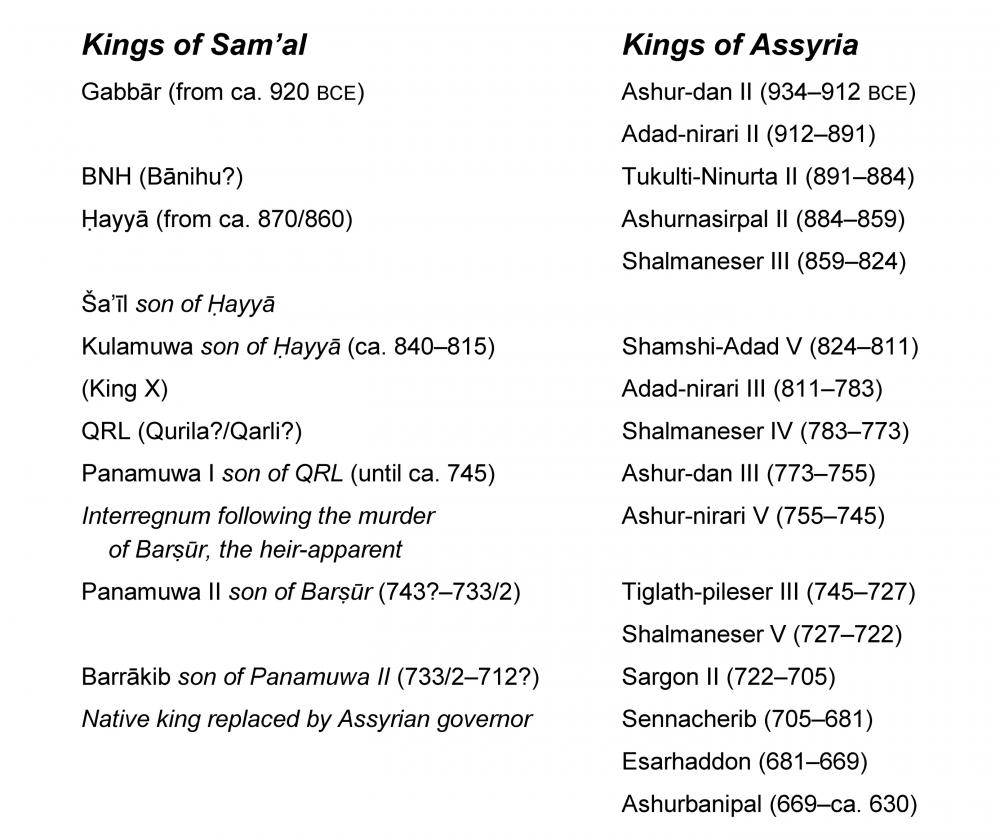 Kings of Sam’al
Gabbār (from ca. 920 BCE)
BNH (Bānihu?)
Ḥayyā (from ca. 870/860)
Ša’īl son of Ḥayyā
Kulamuwa son of Ḥayyā (ca. 840–815)
(King X)
QRL (Qurila?/Qarli?)
Panamuwa I son of QRL (until ca. 745)
Interregnum following the murder
of Barṣūr, the heir-apparent
Panamuwa II son of Barṣūr (743?–733/2)
Barrākib son of Panamuwa II (733/2–712?)
Native king replaced by Assyrian governor
Kings of Assyria
Ashur-dan II (934–912 BCE)
Adad-nirari II (912–891)
Tukulti-Ninurta II (891–884)
Ashurnasirpal II (884–859)
Shalmaneser III (859–824)
Shamshi-Adad V (824–811)
Adad-nirari III (811–783)
Shalmaneser IV (783–773)
Ashur-dan III (773–755)
Ashur-nirari V (755–745)
Tiglath-pileser III (745–727)
Shalmaneser V (727–722)
Sargon II (722–705)
Sennacherib (705–681)
Esarhaddon (681–669)
Ashurbanipal (669–ca. 630)